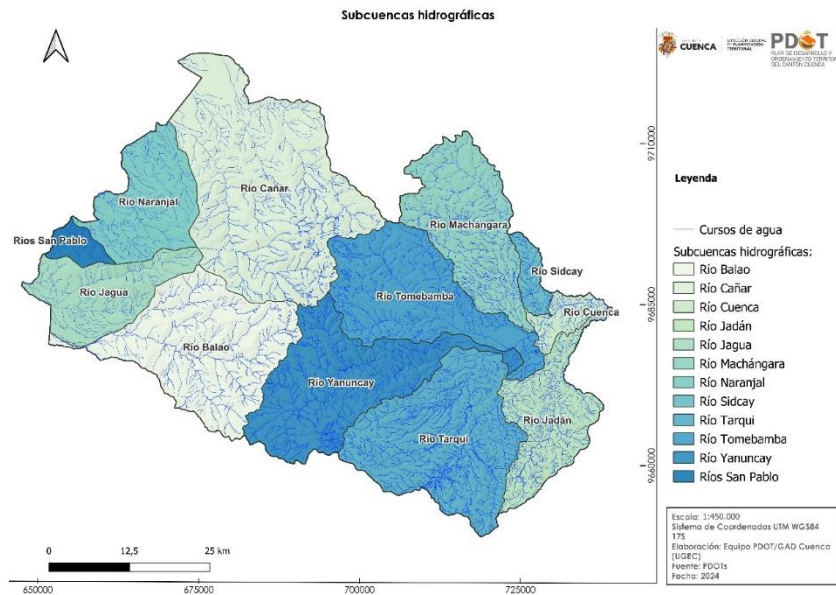 Subcuencas hidrográficas
CUENCA
DIRECCIÓN GENERAL
DE PLANIFICACIÓN
TERRITORIAL
PDOT
PLAN DE DESARROLLO Y
ORDENAMIENTO TERRITORI
DEL CANTÓN CUENCA
9710000
9685000
9660000
Río Cañar
Río Naranjal
Río Machángara
Ríos San Pablo
Río Sidcay
Río Jagua
Río Tomebamba
Río Cuenca
Río Balao
Río Yanuncay
Río Jadán
Río Tarqui
Leyenda
Cursos de agua
Subcuencas hidrográficas:
Río Balao
Río Cañar
Río Cuenca
Río Jadán
Río Jagua
Río Machángara
Río Naranjal
Río Sidcay
Río Tarqui
Río Tomebamba
Río Yanuncay
Ríos San Pablo
Escala: 1:450.000
Sistema de Coordenadas UTM WGS84
17S
Elaboración: Equipo PDOT/GAD Cuenca
(UGEC)
Fuente: PDOTs
Fecha: 2024
0 12,5 25 km
650000 675000 700000 725000